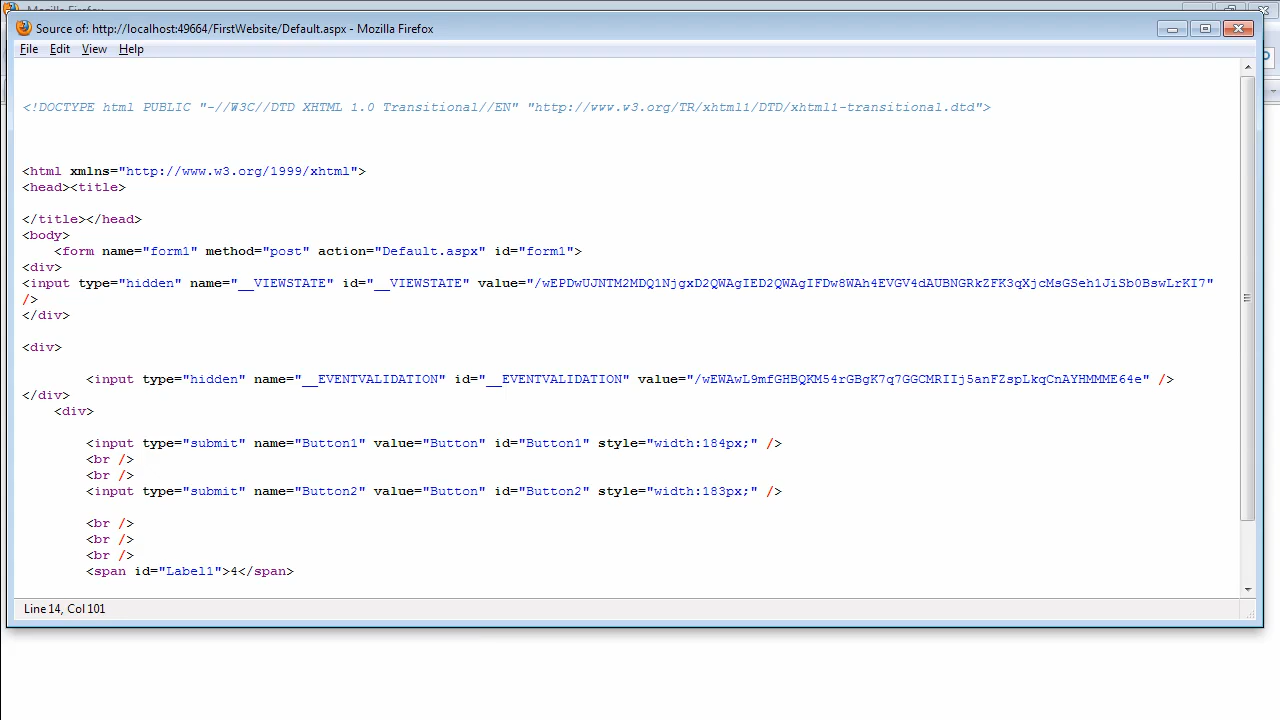 Mozilla Firefox
Source of: http://localhost:49664/FirstWebsite/Default.aspx - Mozilla Firefox
File Edit View Help
<!DOCTYPE html PUBLIC "-//W3C//DTD XHTML 1.0 Transitional//EN" "http://www.w3.org/TR/xhtml1/DTD/xhtml1-transitional.dtd">
<html xmlns="http://www.w3.org/1999/xhtml">
<head><title>
</title></head>
<body>
<form name="form1" method="post" action="Default.aspx" id="form1">
<div>
<input type="hidden" name="__VIEWSTATE" id="__VIEWSTATE" value="/wEPDwUJNTM2MDQ1NjgxD2QWAgIED2QWAgIFDw8WAh4EVGV4dAUBNGRkZFK3qXjcMsGSeh1JiSb0BswLrKI7"
/>
</div>
<div>
<input type="hidden" name="__EVENTVALIDATION" id="__EVENTVALIDATION" value="/wEWAwL9mfGHBQKM54rGBgK7q7GGCMRIIj5anFZspLkqCnAYHMMME64e" />
</div>
<div>
<input type="submit" name="Button1" value="Button" id="Button1" style="width:184px;" />
<br />
<br />
<input type="submit" name="Button2" value="Button" id="Button2" style="width:183px;" />
<br />
<br />
<br />
<span id="Label1">4</span>
Line 14, Col 101